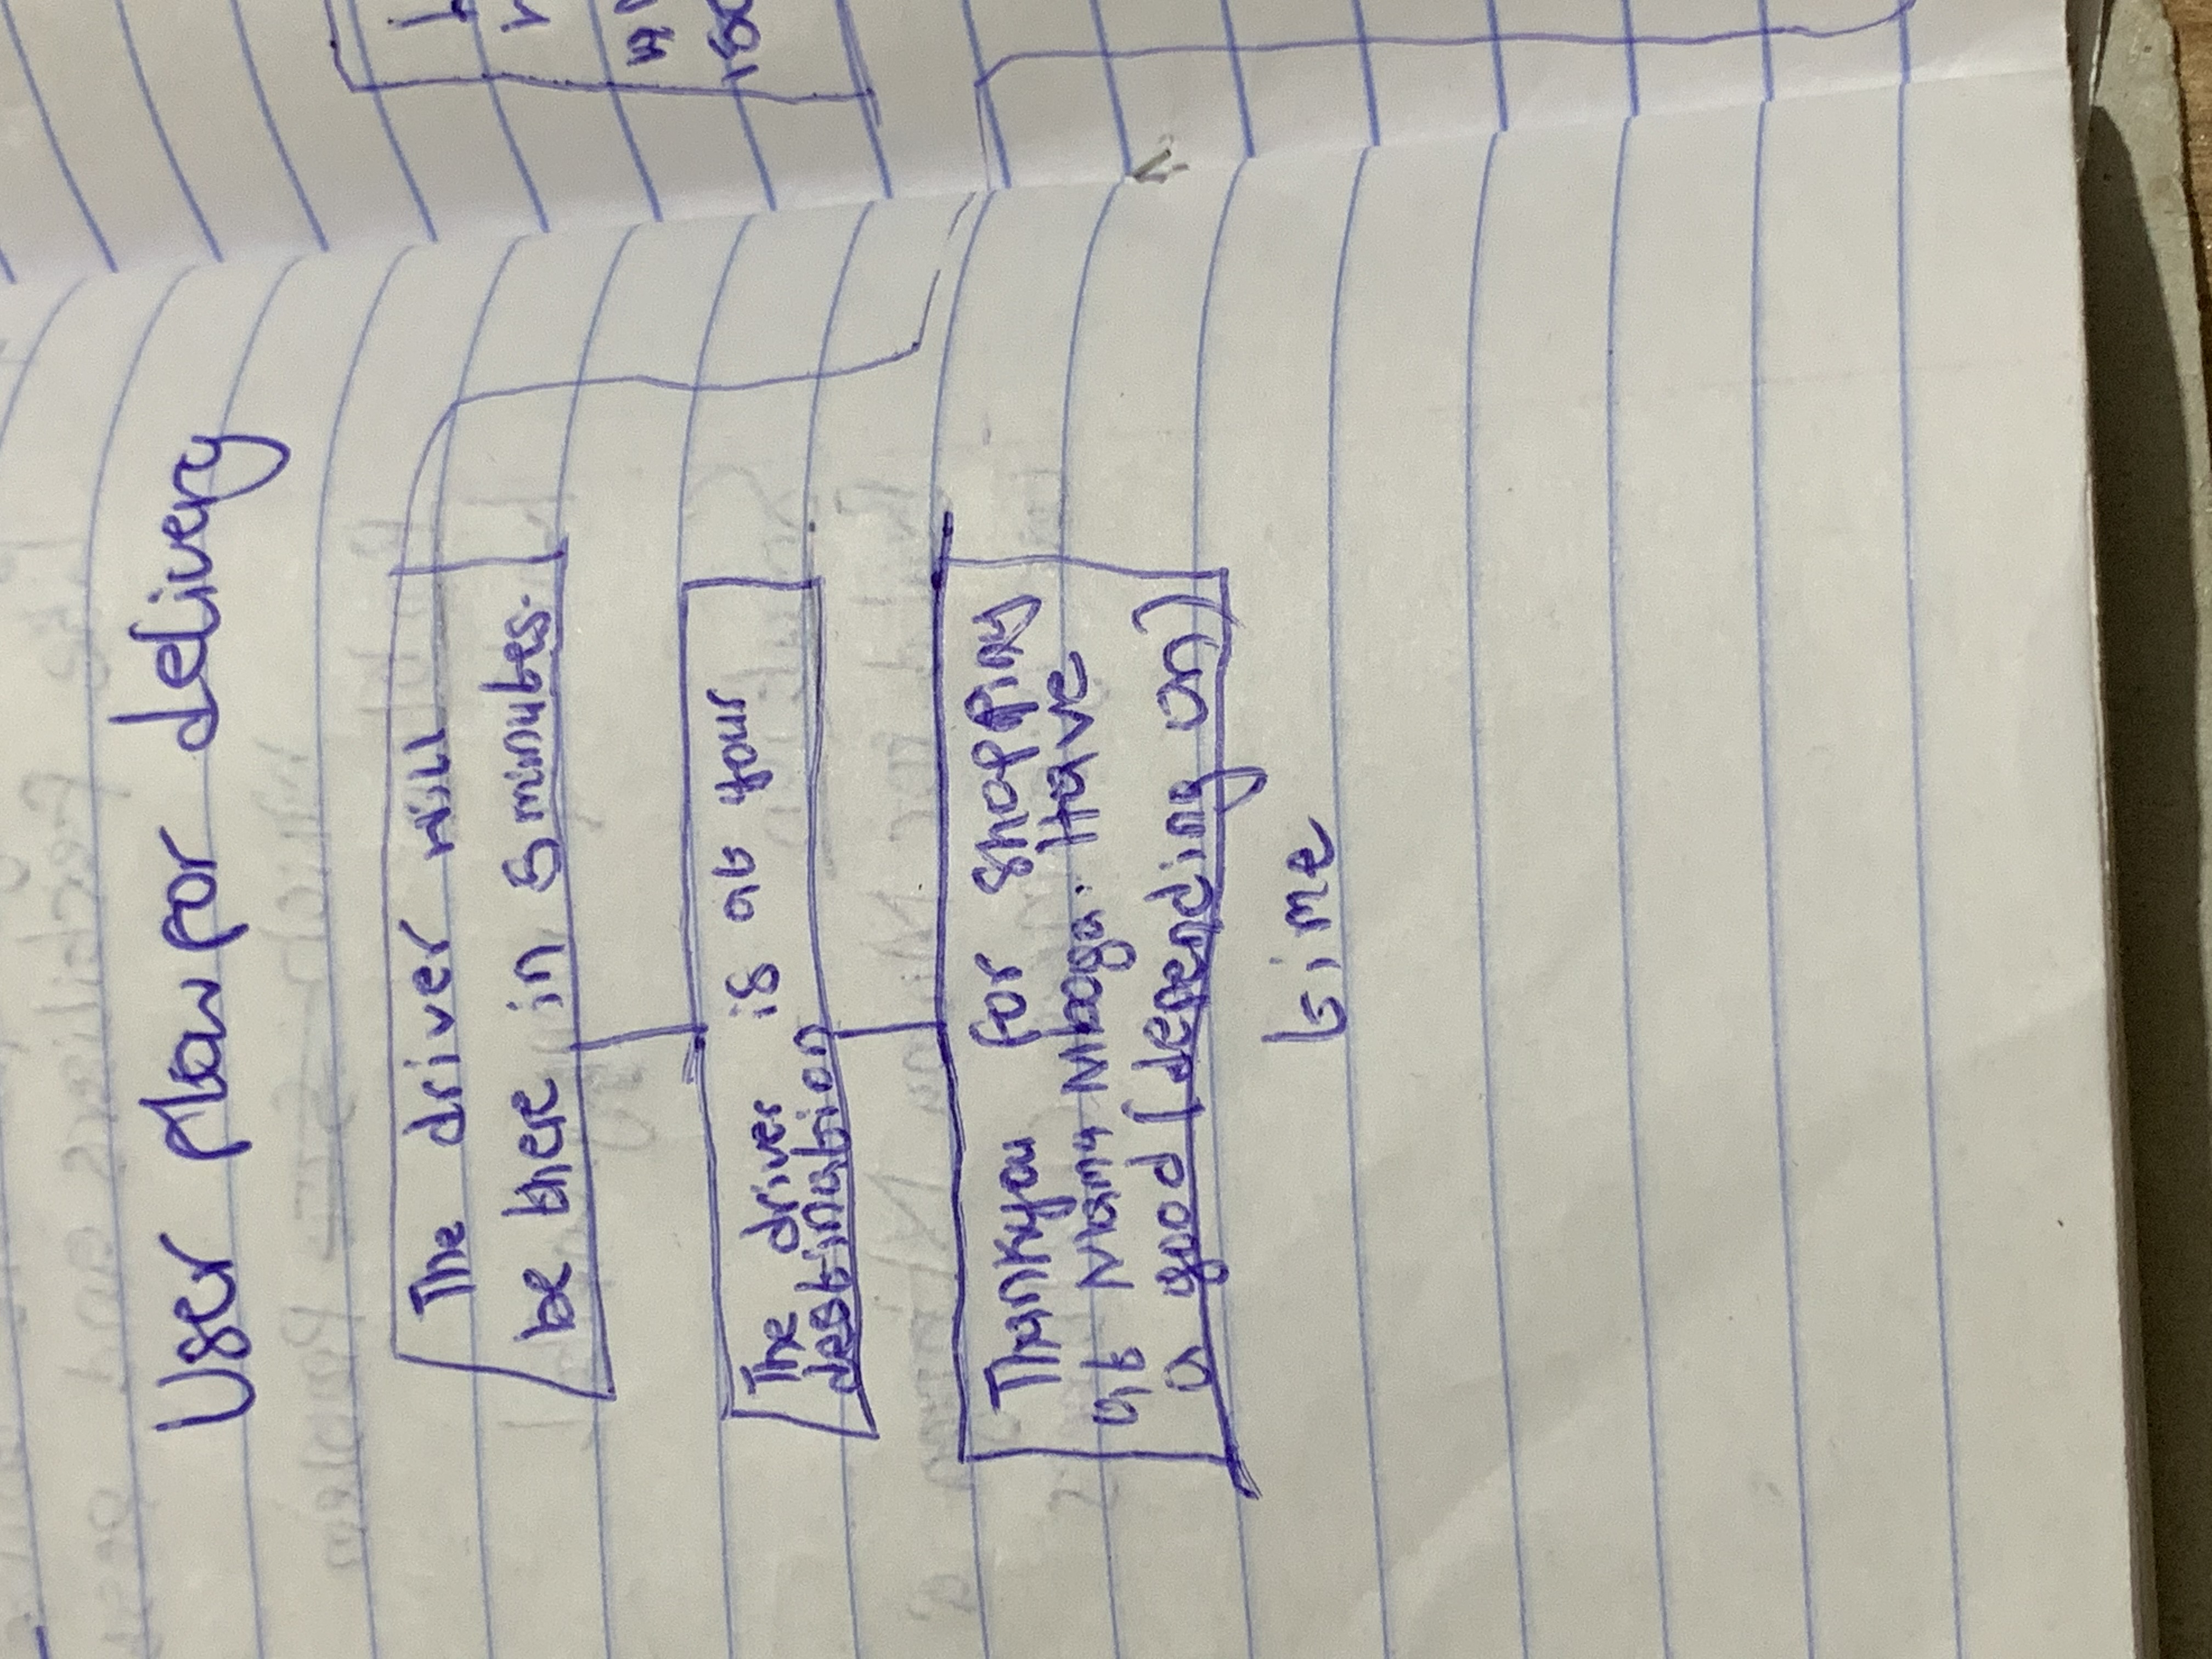 User flow for delivery
The driver will
be there in 5 minutes.
The driver is at your
destination
Thankyou for shopping
at Mama Mboga. Have
a good (depending on)
time